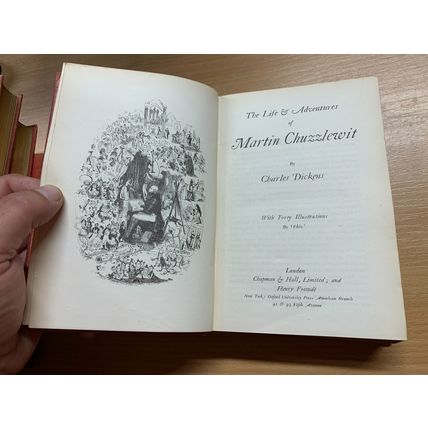 The Life & Adventures
of
Martin Chuzzlewit
By
Charles Dickens
With Forty Illustrations
By 'Phiz'
London
Chapman & Hall, Limited; and
Henry Frowde
New York: Oxford University Press American Branch
91 & 93 Fifth Avenue